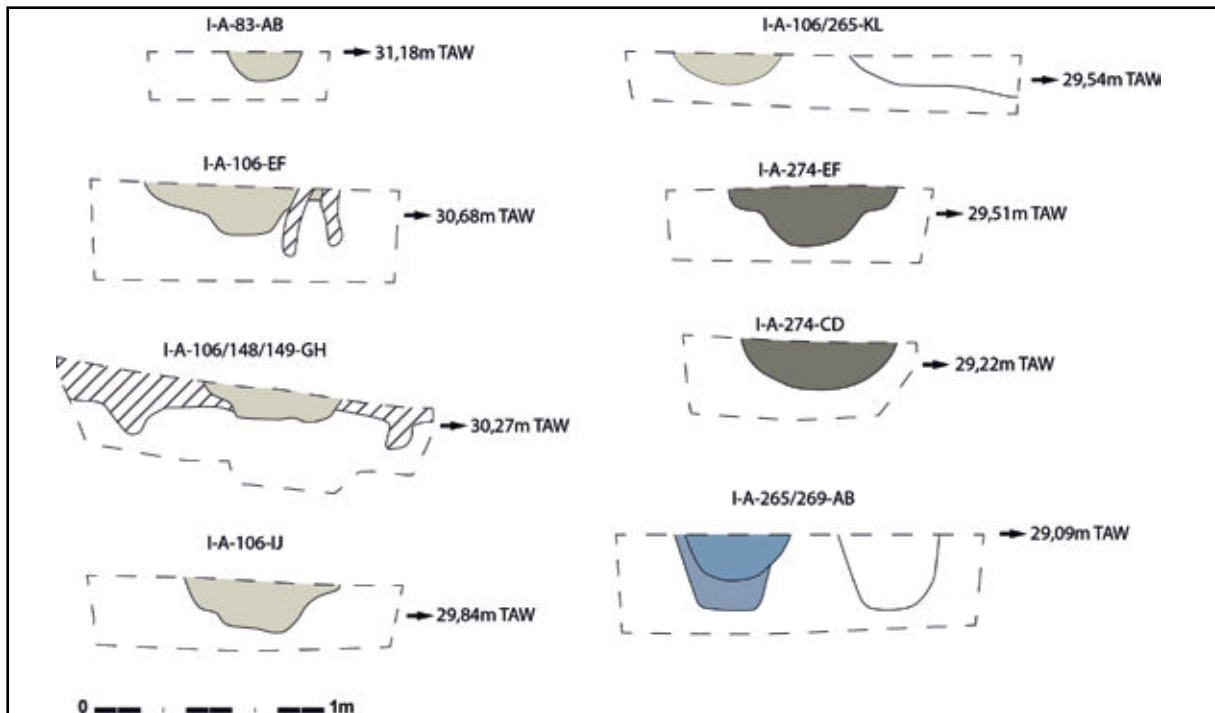 I-A-83-AB
31,18m TAW
I-A-106-EF
30,68m TAW
I-A-106/148/149-GH
30,27m TAW
I-A-106-IJ
29,84m TAW
0 1m
I-A-106/265-KL
29,54m TAW
I-A-274-EF
29,51m TAW
I-A-274-CD
29,22m TAW
I-A-265/269-AB
29,09m TAW